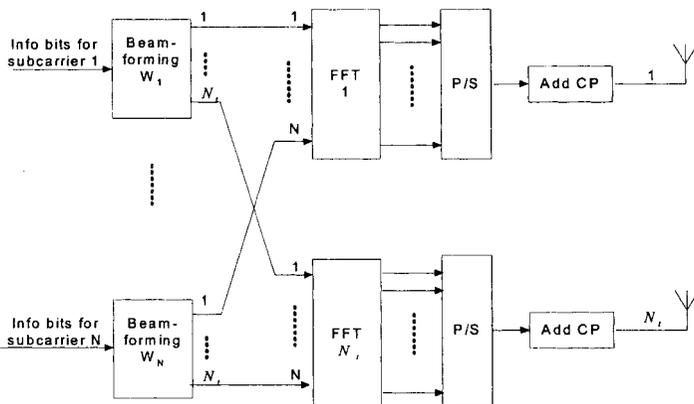 Info bits for
subcarrier 1
Beam-
forming
W₁
1
Nₜ
1
N
FFT
1
P/S
Add CP
1
Info bits for
subcarrier N
Beam-
forming
W_N
1
Nₜ
1
N
FFT
Nₜ
P/S
Add CP
Nₜ